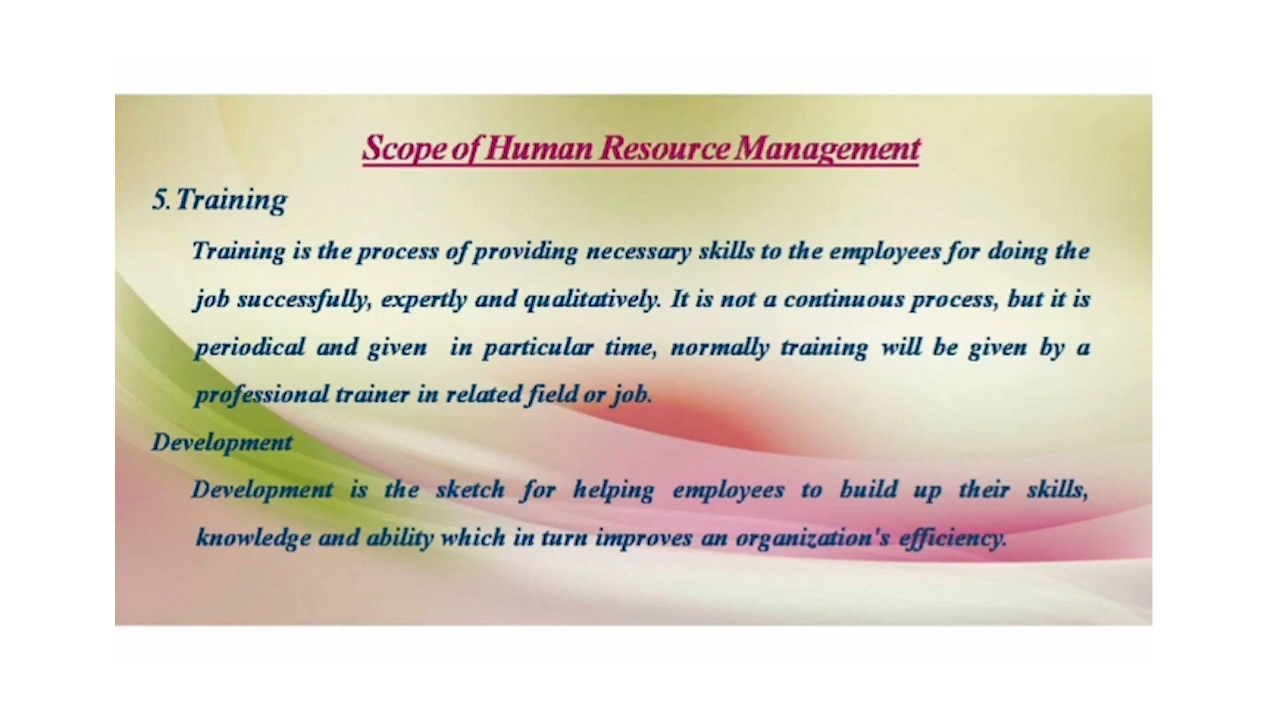 Scope of Human Resource Management
5. Training
Training is the process of providing necessary skills to the employees for doing the
job successfully, expertly and qualitatively. It is not a continuous process, but it is
periodical and given in particular time, normally training will be given by a
professional trainer in related field or job.
Development
Development is the sketch for helping employees to build up their skills,
knowledge and ability which in turn improves an organization's efficiency.